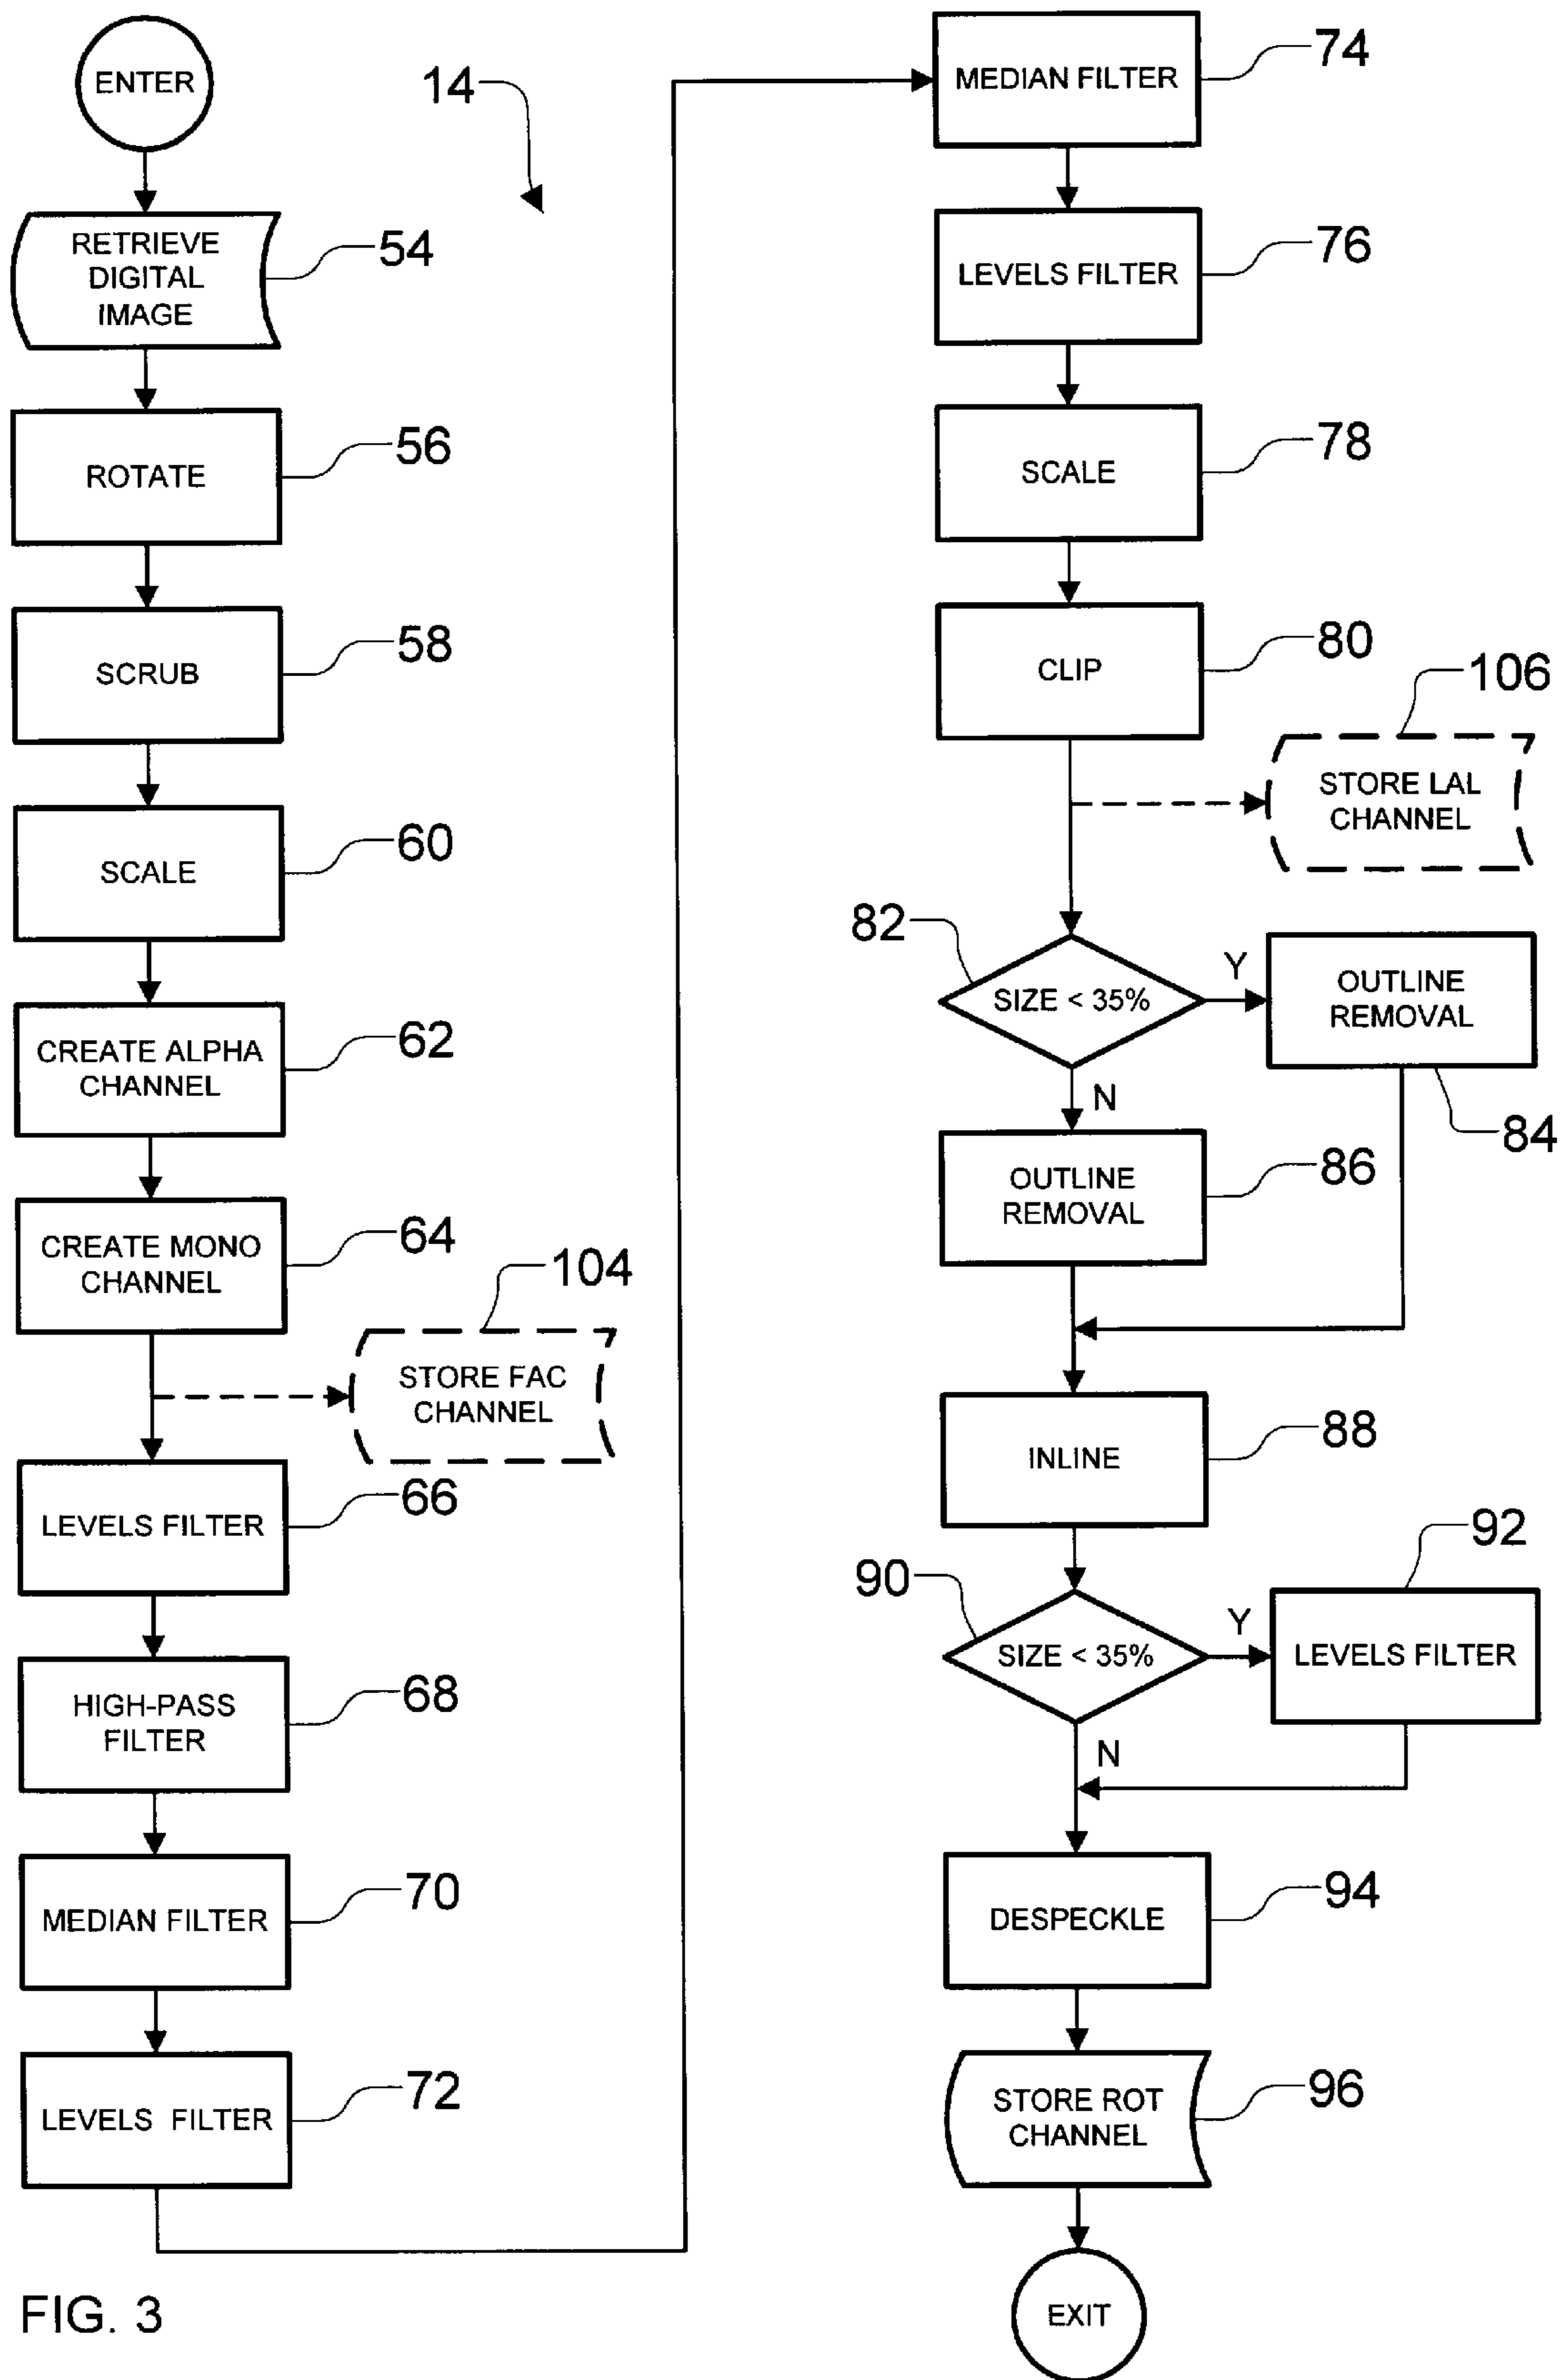 ENTER
14
RETRIEVE
DIGITAL
IMAGE
54
ROTATE
56
SCRUB
58
SCALE
60
CREATE ALPHA
CHANNEL
62
CREATE MONO
CHANNEL
64
104
STORE FAC
CHANNEL
LEVELS FILTER
66
HIGH-PASS
FILTER
68
MEDIAN FILTER
70
LEVELS FILTER
72
MEDIAN FILTER
74
LEVELS FILTER
76
SCALE
78
CLIP
80
106
STORE LAL
CHANNEL
82
SIZE < 35%
Y
OUTLINE
REMOVAL
84
N
OUTLINE
REMOVAL
86
INLINE
88
90
SIZE < 35%
Y
92
LEVELS FILTER
N
DESPECKLE
94
STORE ROT
CHANNEL
96
EXIT
FIG. 3